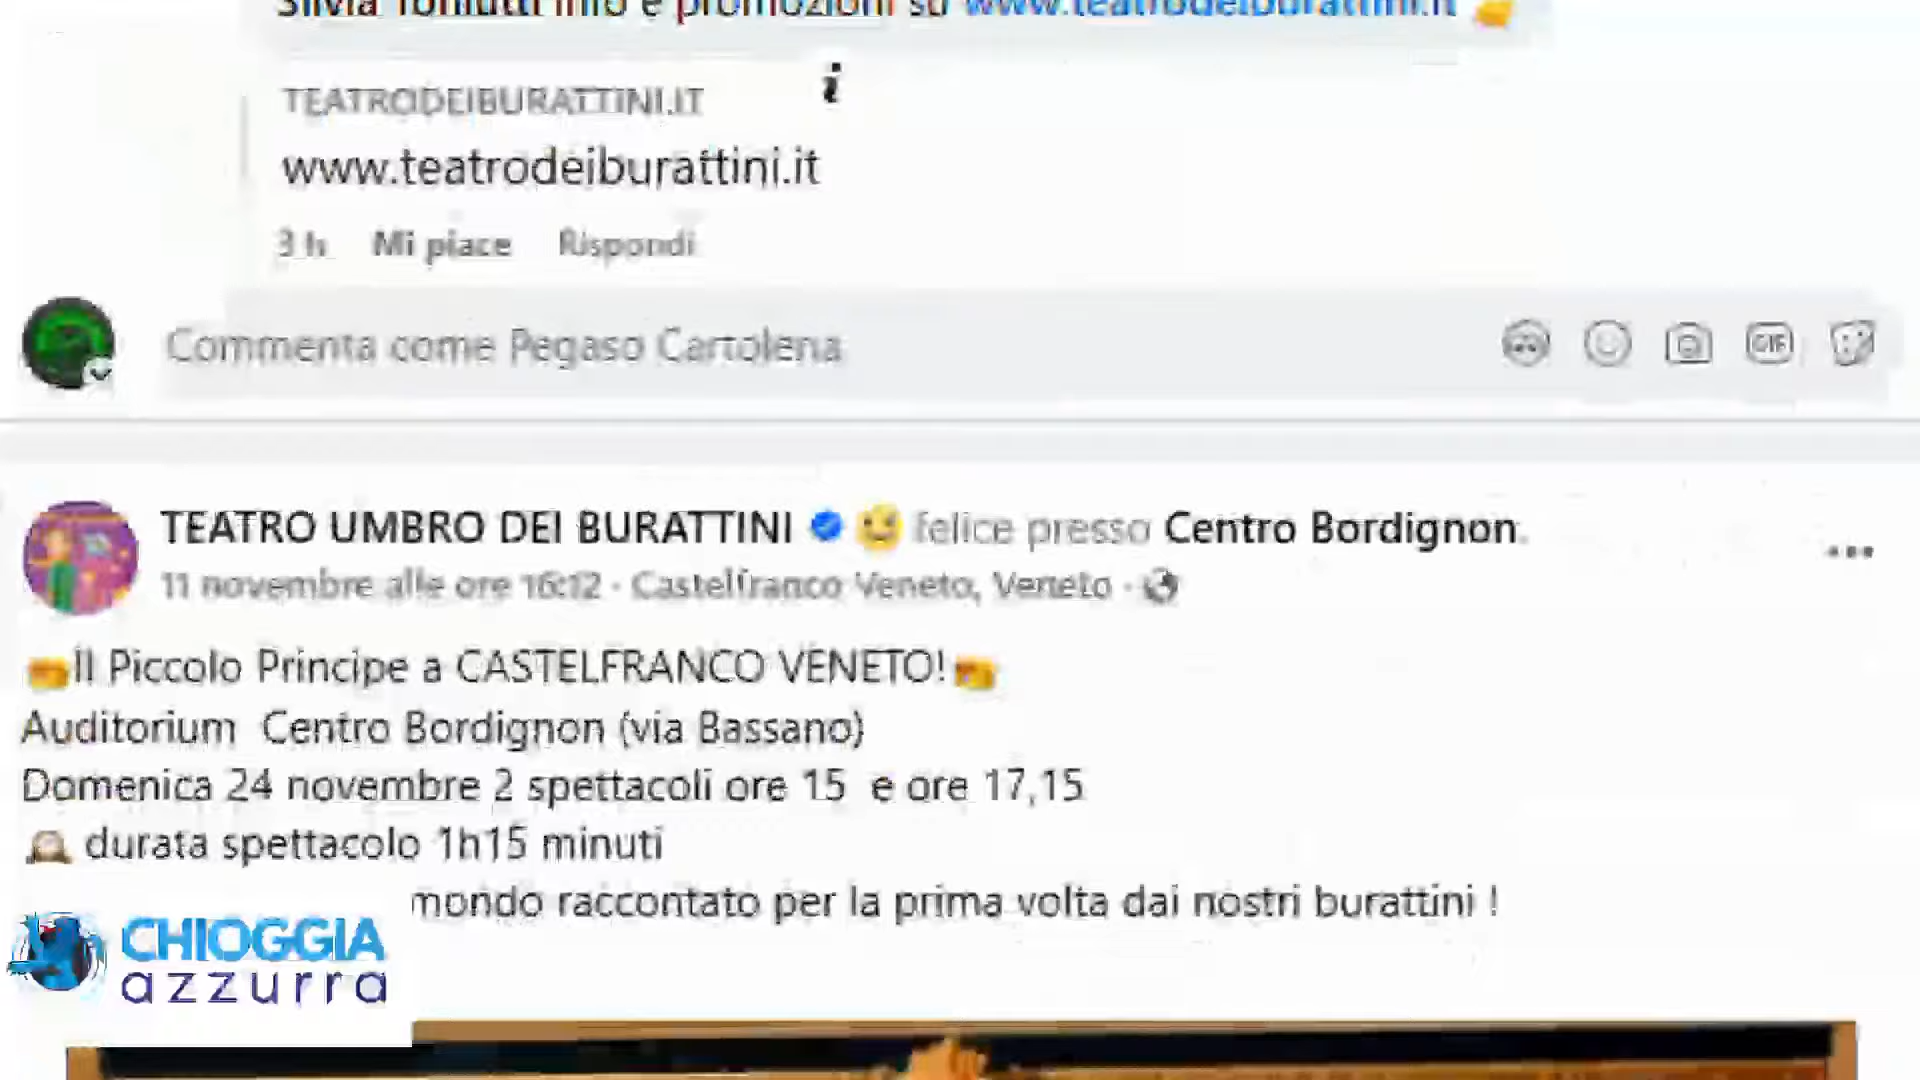 Silvia Toniutti info e promozioni su www.teatrodeiburattini.it
i
TEATRODEIBURATTINI.IT
www.teatrodeiburattini.it
3 h Mi piace Rispondi
Commenta come Pegaso Cartolena
GIF
TEATRO UMBRO DEI BURATTINI felice presso Centro Bordignon.
11 novembre alle ore 16:12 · Castelfranco Veneto, Veneto ·
Il Piccolo Principe a CASTELFRANCO VENETO!
Auditorium Centro Bordignon (via Bassano)
Domenica 24 novembre 2 spettacoli ore 15 e ore 17,15
durata spettacolo 1h15 minuti
mondo raccontato per la prima volta dai nostri burattini !
CHIOGGIA
azzurra